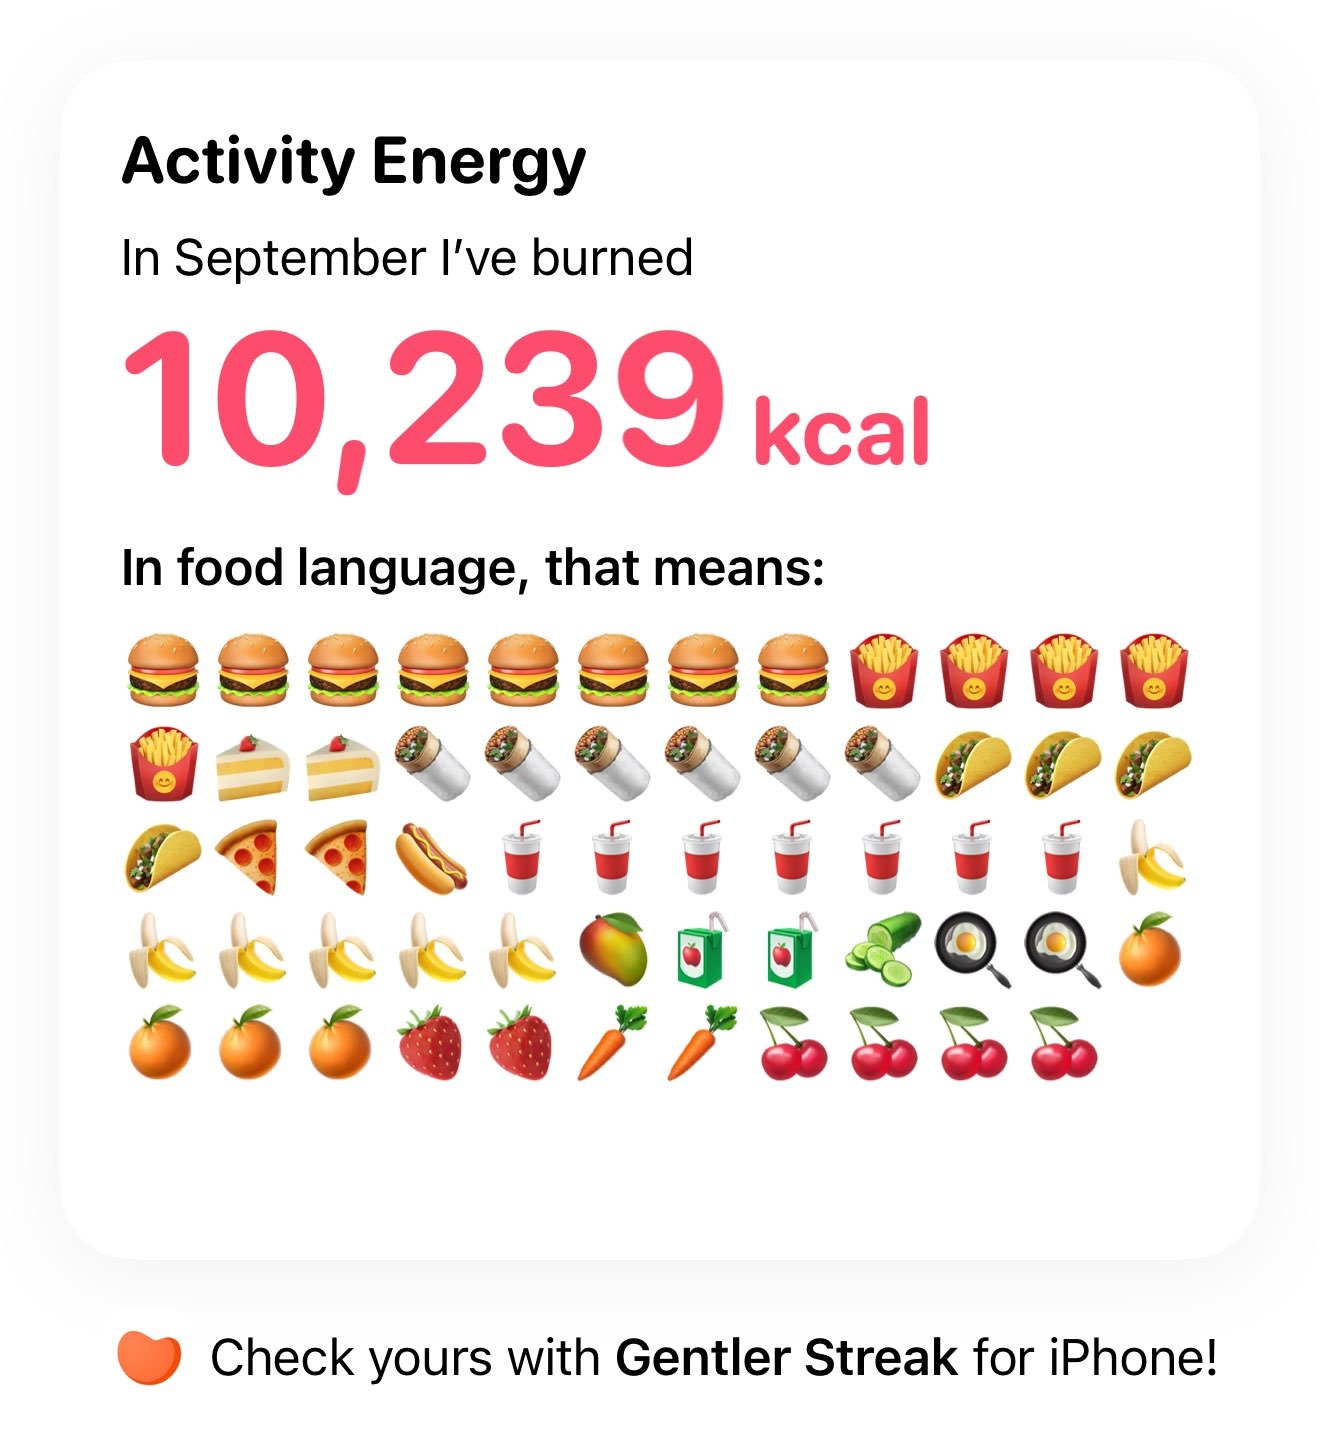 Activity Energy
In September I’ve burned
10,239 kcal
In food language, that means:
Check yours with Gentler Streak for iPhone!